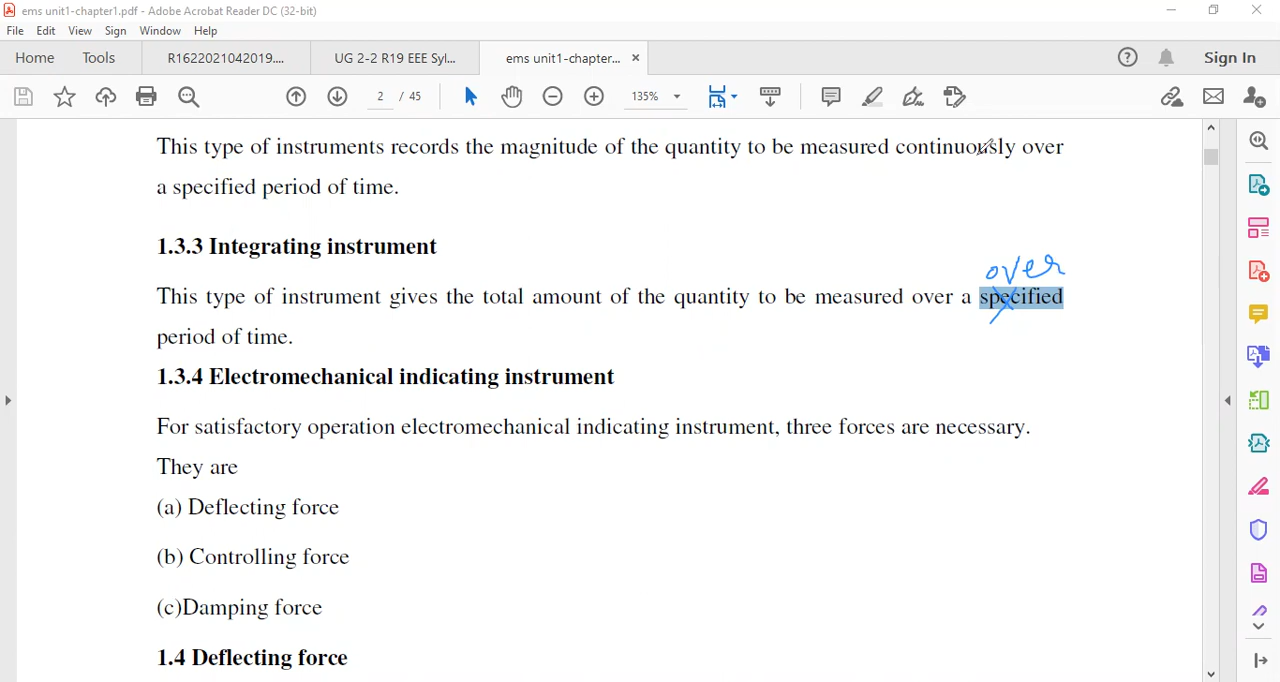 ems unit1-chapter1.pdf - Adobe Acrobat Reader DC (32-bit)
File Edit View Sign Window Help
Home Tools R1622021042019.... UG 2-2 R19 EEE Syl... ems unit1-chapter... × Sign In
2 / 45 135%
This type of instruments records the magnitude of the quantity to be measured continuously over
a specified period of time.
1.3.3 Integrating instrument
over
This type of instrument gives the total amount of the quantity to be measured over a specified
period of time.
1.3.4 Electromechanical indicating instrument
For satisfactory operation electromechanical indicating instrument, three forces are necessary.
They are
(a) Deflecting force
(b) Controlling force
(c)Damping force
1.4 Deflecting force